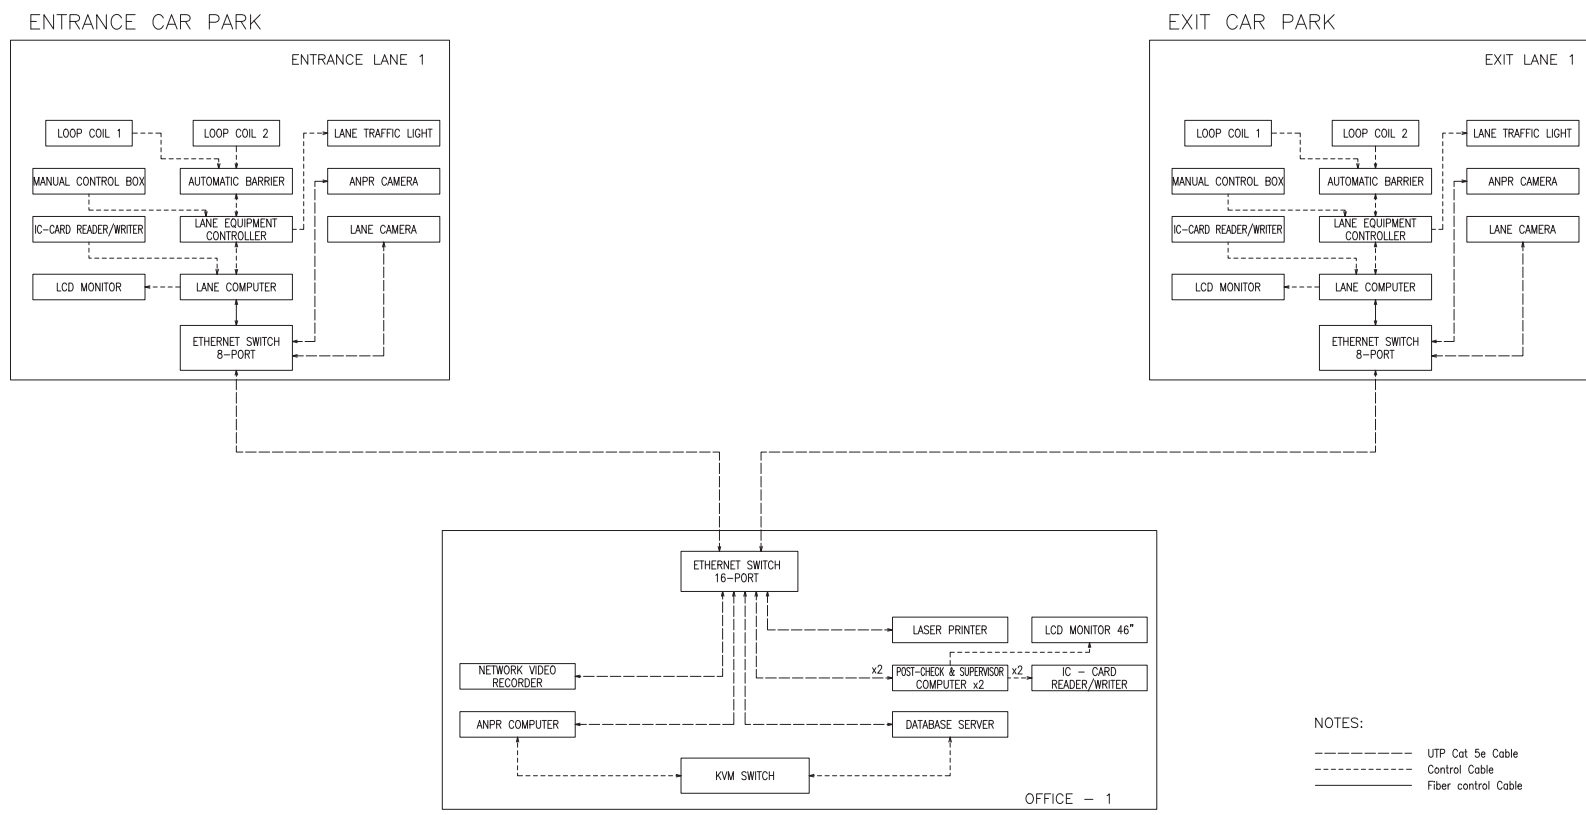 ENTRANCE CAR PARK
ENTRANCE LANE 1
LOOP COIL 1
LOOP COIL 2
LANE TRAFFIC LIGHT
MANUAL CONTROL BOX
AUTOMATIC BARRIER
ANPR CAMERA
IC-CARD READER/WRITER
LANE EQUIPMENT
CONTROLLER
LANE CAMERA
LCD MONITOR
LANE COMPUTER
ETHERNET SWITCH
8-PORT
EXIT CAR PARK
EXIT LANE 1
LOOP COIL 1
LOOP COIL 2
LANE TRAFFIC LIGHT
MANUAL CONTROL BOX
AUTOMATIC BARRIER
ANPR CAMERA
IC-CARD READER/WRITER
LANE EQUIPMENT
CONTROLLER
LANE CAMERA
LCD MONITOR
LANE COMPUTER
ETHERNET SWITCH
8-PORT
ETHERNET SWITCH
16-PORT
LASER PRINTER
LCD MONITOR 46"
NETWORK VIDEO
RECORDER
x2
POST-CHECK & SUPERVISOR
COMPUTER x2
x2
IC - CARD
READER/WRITER
ANPR COMPUTER
DATABASE SERVER
KVM SWITCH
OFFICE - 1
NOTES:
UTP Cat 5e Cable
Control Cable
Fiber control Cable